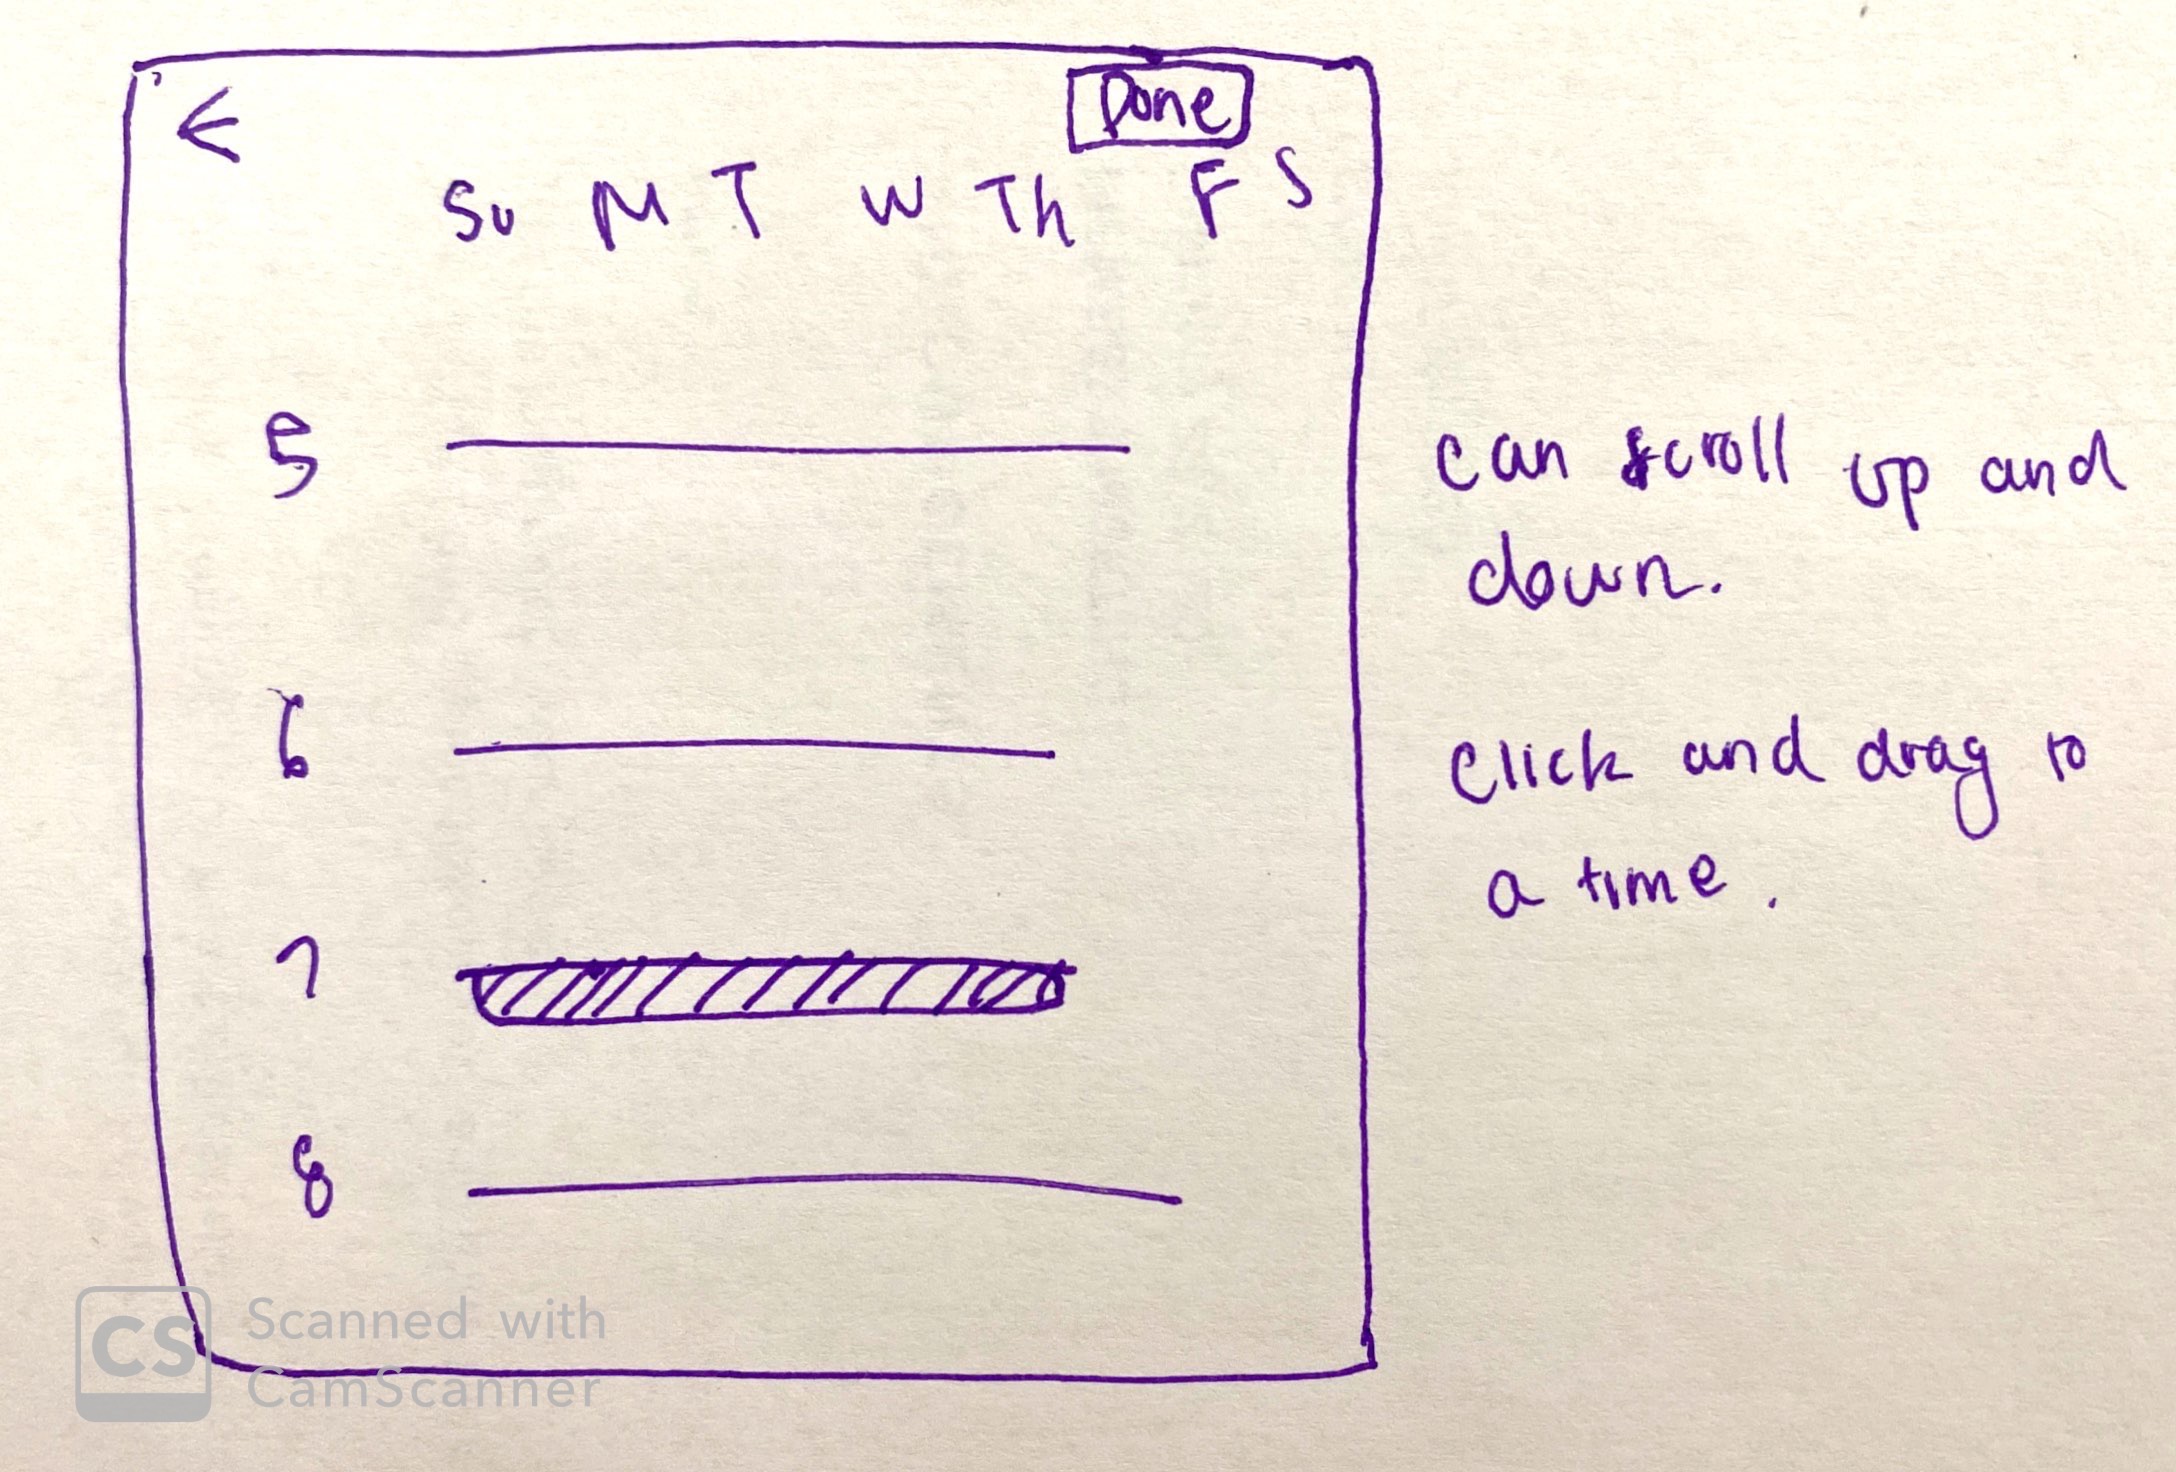 ←
Done
Su M T W Th F S
5
can scroll up and
down.
6
click and drag to
a time.
7
8
CS Scanned with
CamScanner